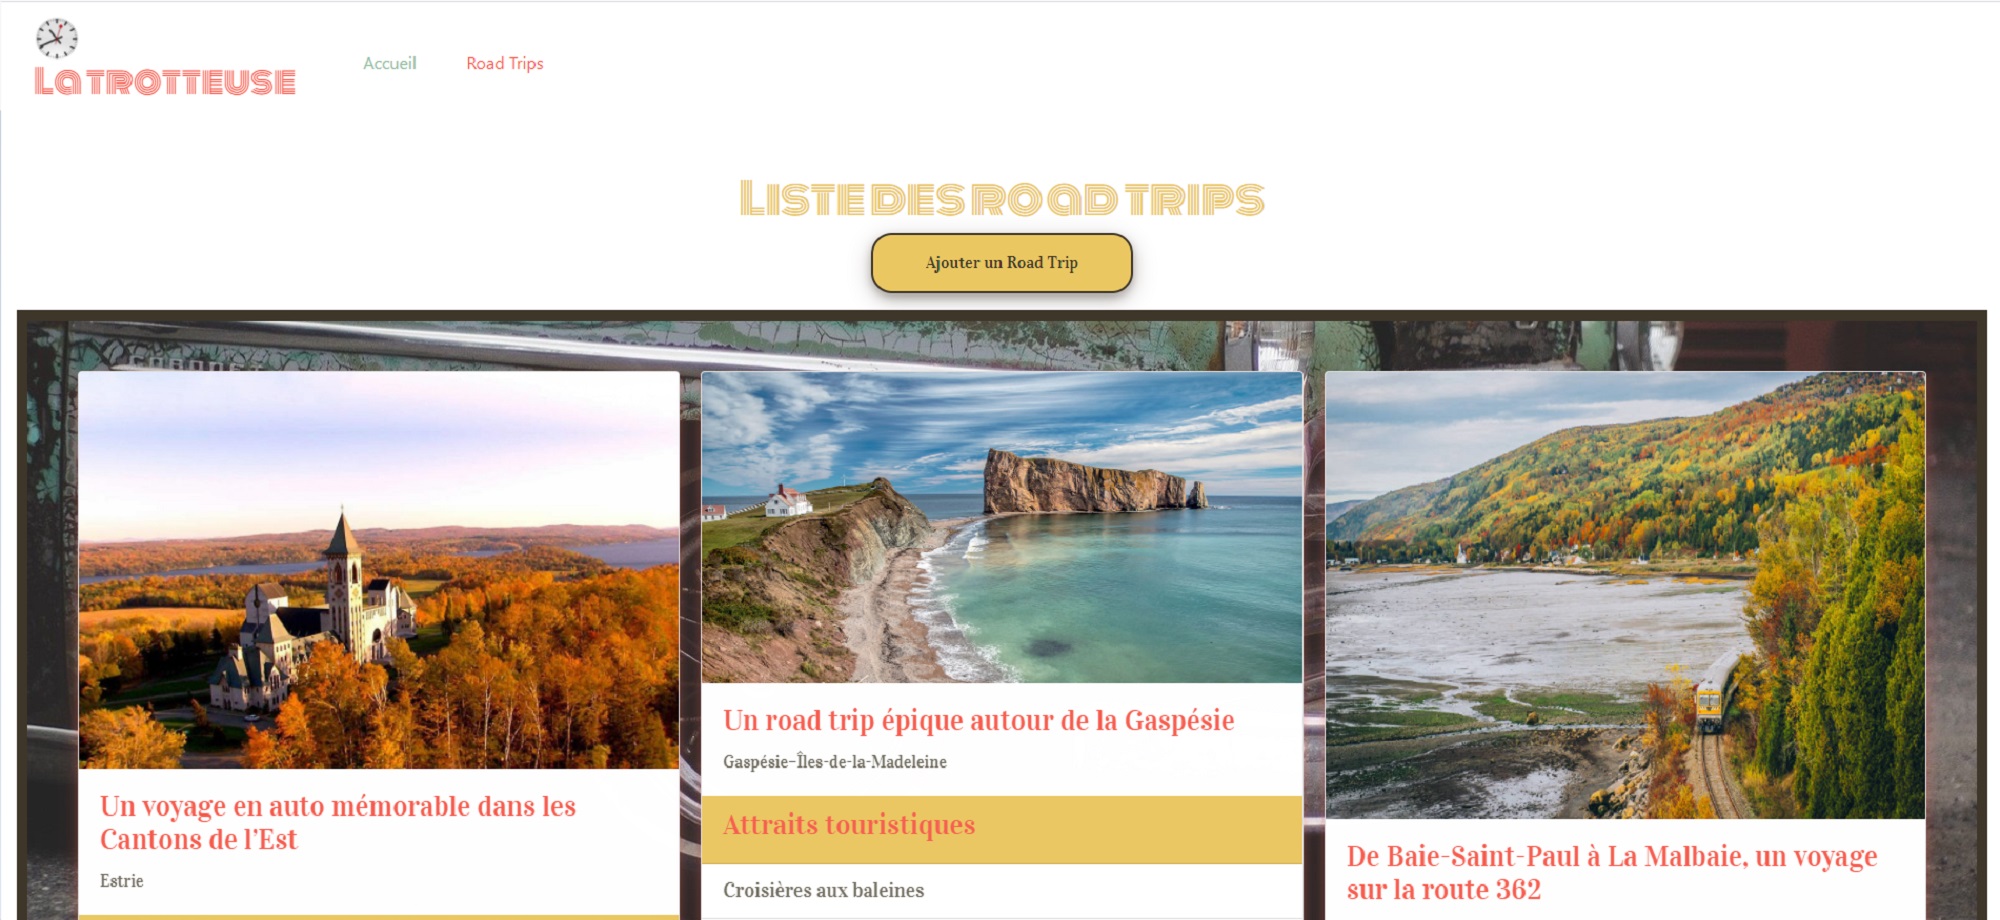 La trotteuse
Accueil
Road Trips
Liste des road trips
Ajouter un Road Trip
Un voyage en auto mémorable dans les
Cantons de l'Est
Estrie
Un road trip épique autour de la Gaspésie
Gaspésie-Îles-de-la-Madeleine
Attraits touristiques
Croisières aux baleines
De Baie-Saint-Paul à La Malbaie, un voyage
sur la route 362